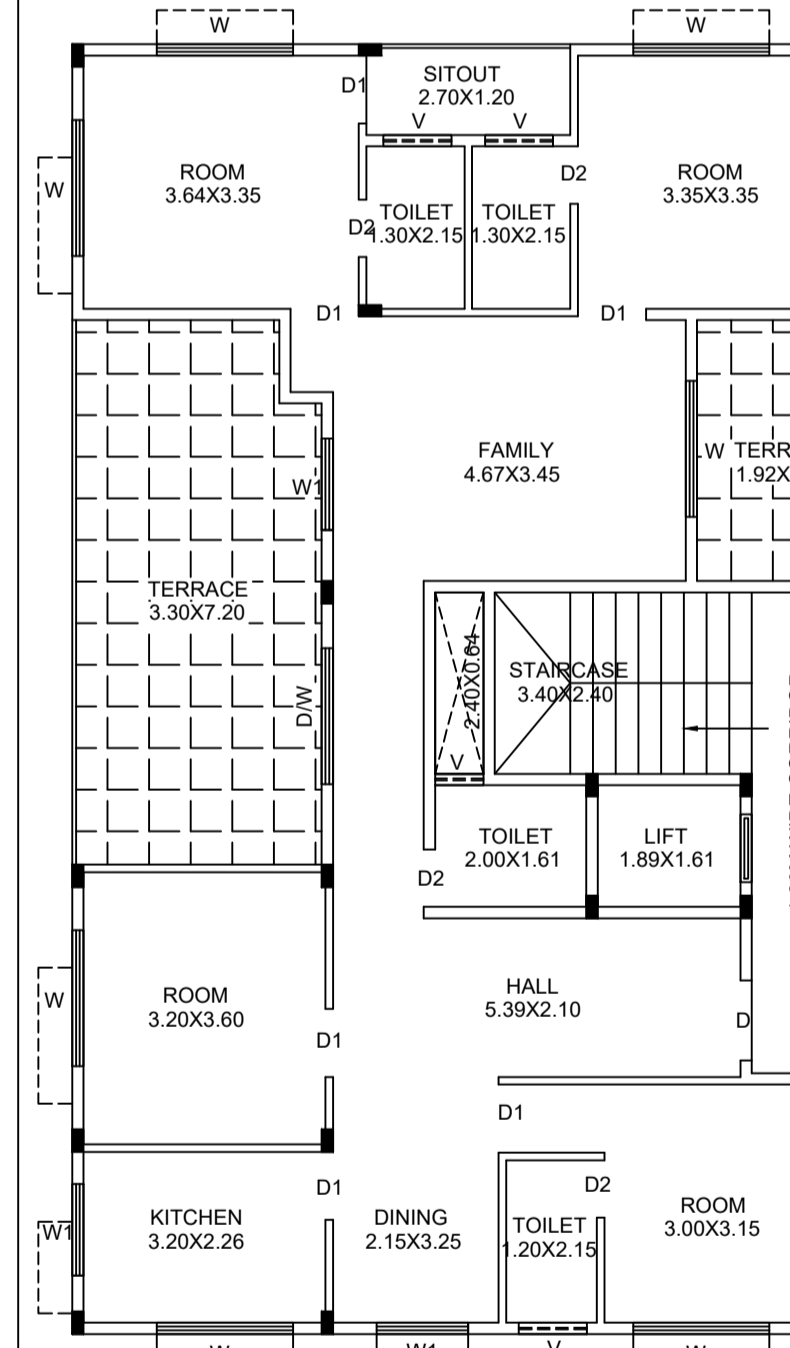 W
W
SITOUT
2.70X1.20
D1
V
V
ROOM
3.64X3.35
W
D2
ROOM
3.35X3.35
TOILET
1.30X2.15
TOILET
1.30X2.15
D2
D1
D1
FAMILY
4.67X3.45
W
TERR
1.92X
W1
TERRACE
3.30X7.20
2.40X0.64
STAIRCASE
3.40X2.40
D/W
V
TOILET
2.00X1.61
LIFT
1.89X1.61
D2
HALL
5.39X2.10
ROOM
3.20X3.60
W
D
D1
D1
D1
D2
KITCHEN
3.20X2.26
W1
DINING
2.15X3.25
TOILET
1.20X2.15
ROOM
3.00X3.15
W
W1
V
W